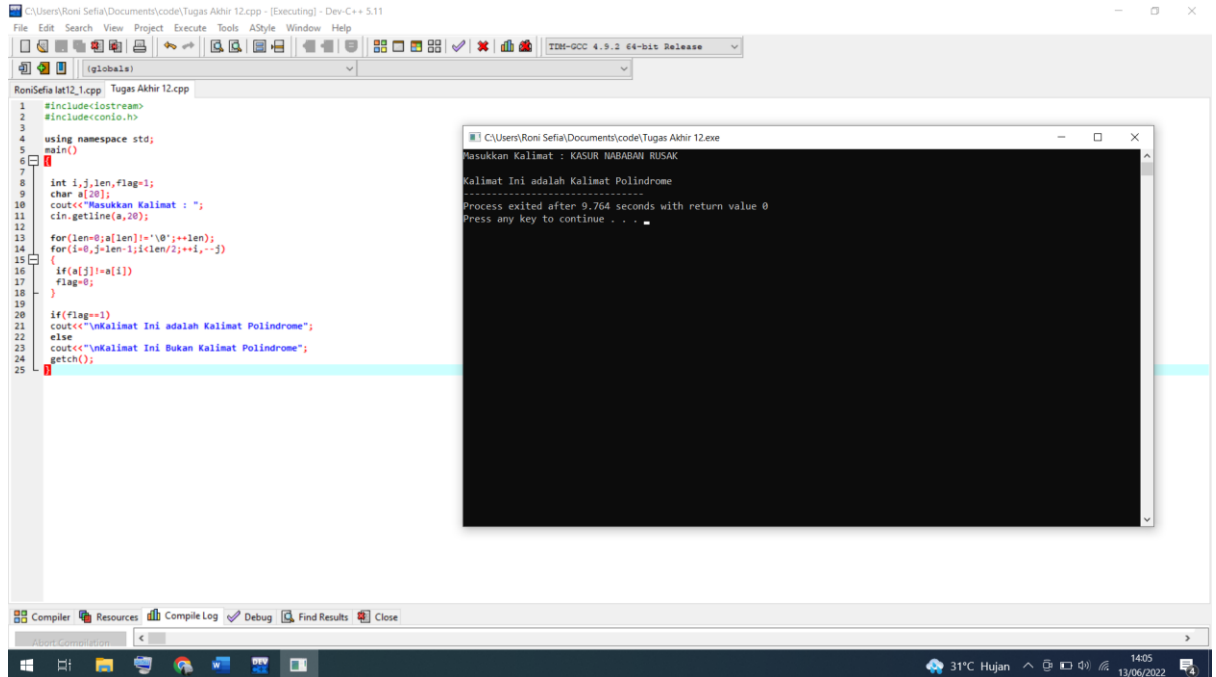 C:\Users\Roni Sefia\Documents\code\Tugas Akhir 12.cpp - [Executing] - Dev-C++ 5.11
File Edit Search View Project Execute Tools AStyle Window Help
TDM-GCC 4.9.2 64-bit Release
(globals)
RoniSefia lat12_1.cpp Tugas Akhir 12.cpp
1 #include<iostream>
2 #include<conio.h>
3
4 using namespace std;
5 main()
6 {
7
8 int i,j,len,flag=1;
9 char a[20];
10 cout<<"Masukkan Kalimat : ";
11 cin.getline(a,20);
12
13 for(len=0;a[len]!='\0';++len);
14 for(i=0,j=len-1;i<len/2;++i,--j)
15 {
16 if(a[j]!=a[i])
17 flag=0;
18 }
19
20 if(flag==1)
21 cout<<"\nKalimat Ini adalah Kalimat Polindrome";
22 else
23 cout<<"\nKalimat Ini Bukan Kalimat Polindrome";
24 getch();
25 }
C:\Users\Roni Sefia\Documents\code\Tugas Akhir 12.exe
Masukkan Kalimat : KASUR NABABAN RUSAK
Kalimat Ini adalah Kalimat Polindrome
--------------------------------
Process exited after 9.764 seconds with return value 0
Press any key to continue . . .
Compiler Resources Compile Log Debug Find Results Close
Abort Compilation
31°C Hujan
14:05
13/06/2022
4